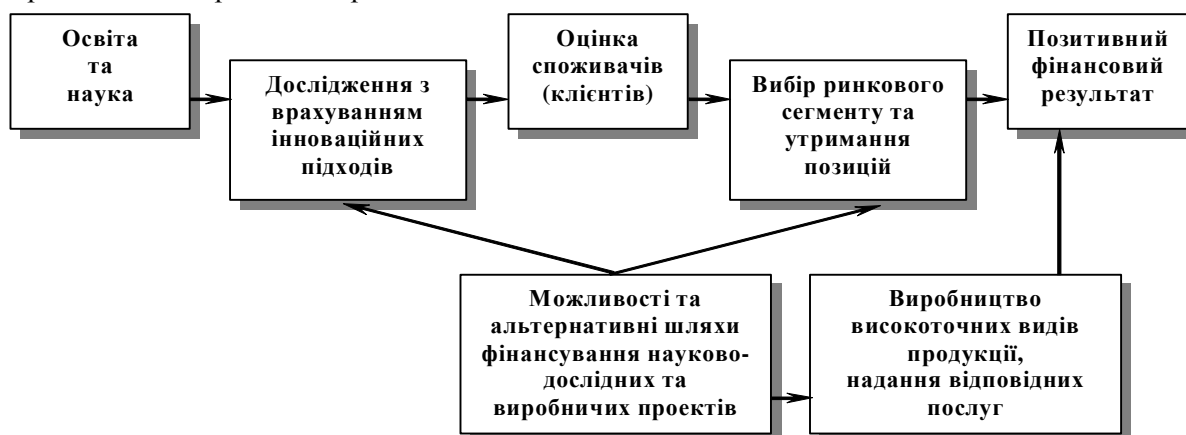 Освіта
та
наука
Дослідження з
врахуванням
інноваційних
підходів
Оцінка
споживачів
(клієнтів)
Вибір ринкового
сегменту та
утримання
позицій
Позитивний
фінансовий
результат
Можливості та
альтернативні шляхи
фінансування науково-
дослідних та
виробничих проектів
Виробництво
високоточних видів
продукції,
надання відповідних
послуг